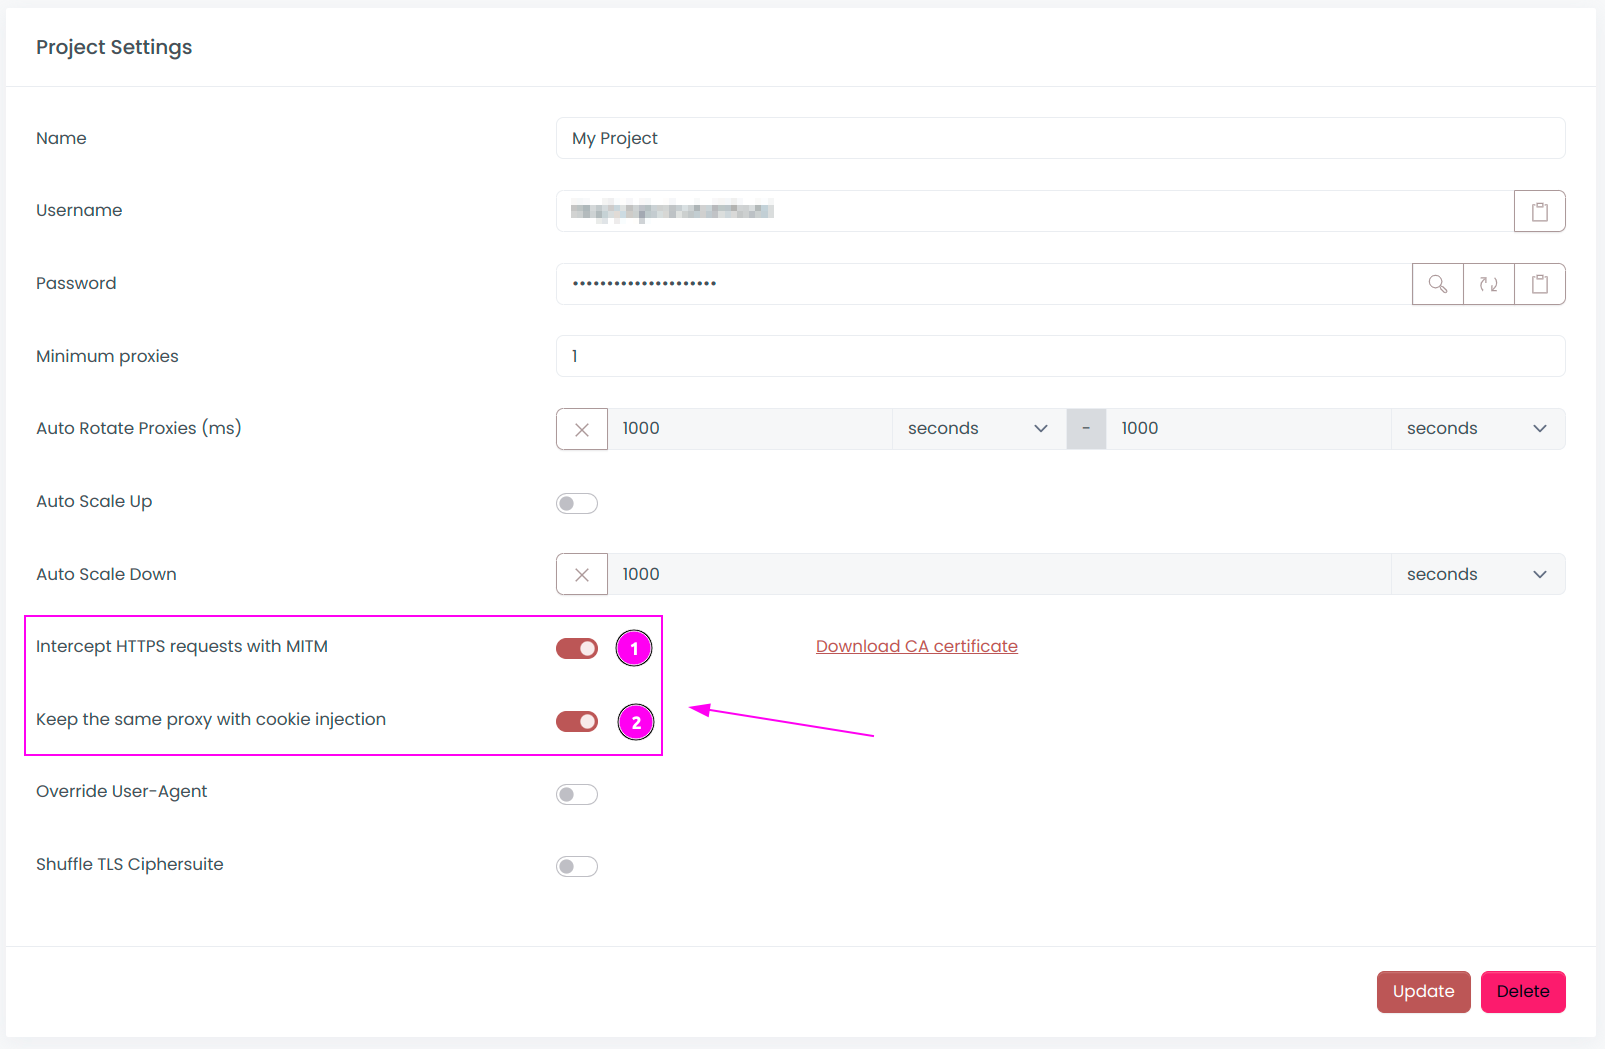 Project Settings
Name
My Project
Username
Password
Minimum proxies
1
Auto Rotate Proxies (ms)
1000 seconds - 1000 seconds
Auto Scale Up
Auto Scale Down
1000 seconds
Intercept HTTPS requests with MITM
1
Download CA certificate
Keep the same proxy with cookie injection
2
Override User-Agent
Shuffle TLS Ciphersuite
Update
Delete